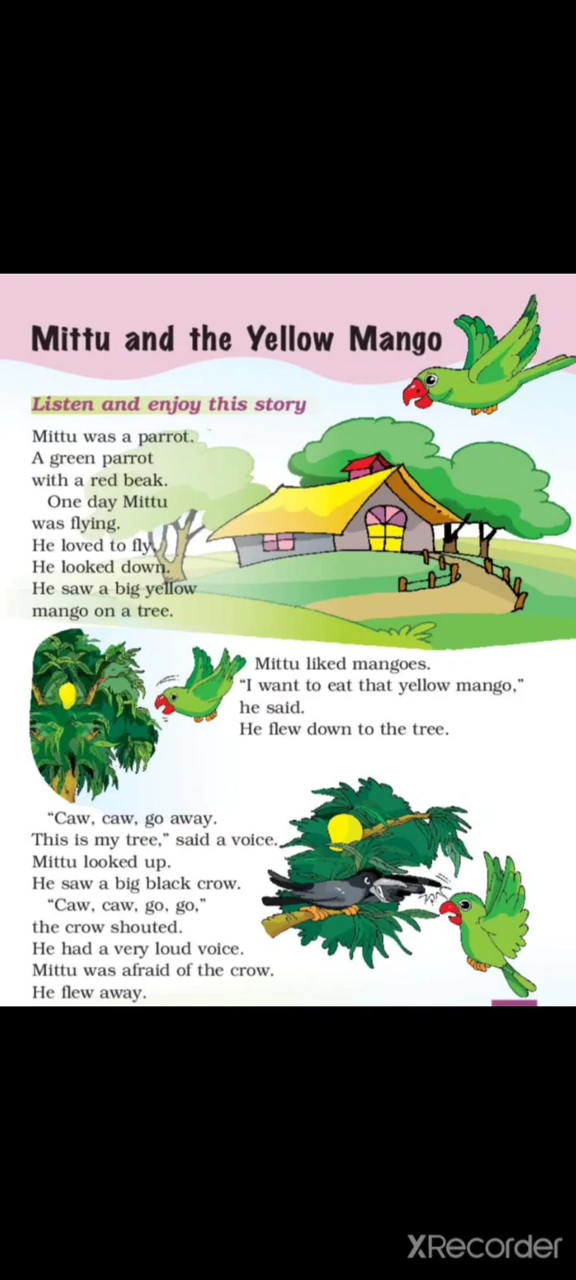 Mittu and the Yellow Mango
Listen and enjoy this story
Mittu was a parrot.
A green parrot
with a red beak.
One day Mittu
was flying.
He loved to fly.
He looked down.
He saw a big yellow
mango on a tree.
Mittu liked mangoes.
“I want to eat that yellow mango,”
he said.
He flew down to the tree.
“Caw, caw, go away.
This is my tree,” said a voice.
Mittu looked up.
He saw a big black crow.
“Caw, caw, go, go,”
the crow shouted.
He had a very loud voice.
Mittu was afraid of the crow.
He flew away.
XRecorder